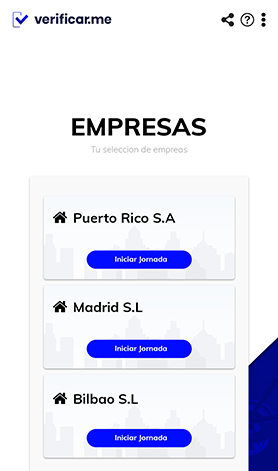 verificar.me
EMPRESAS
Tu seleccion de empreas
Puerto Rico S.A
Iniciar Jornada
Madrid S.L
Iniciar Jornada
Bilbao S.L
Iniciar Jornada